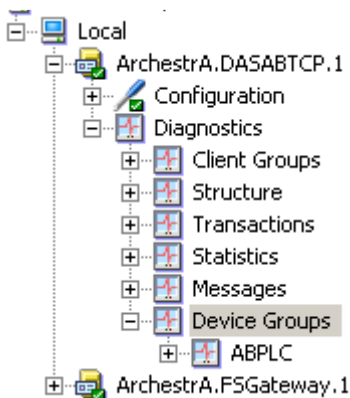 Local
ArchestrA.DASABTCP.1
Configuration
Diagnostics
Client Groups
Structure
Transactions
Statistics
Messages
Device Groups
ABPLC
ArchestrA.FSGateway.1